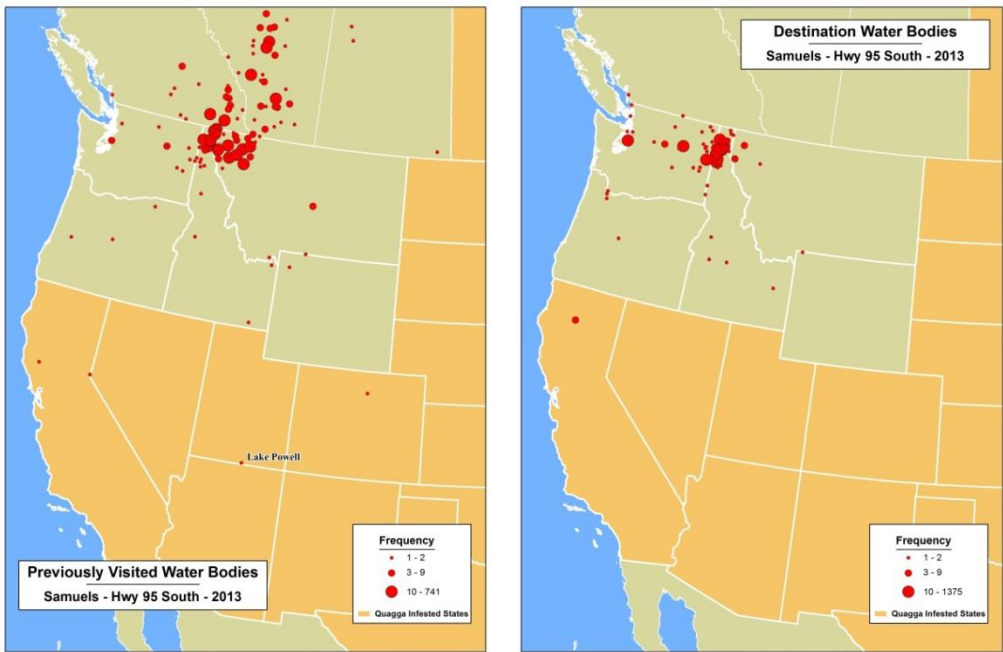 Lake Powell
Frequency
1 - 2
3 - 9
10 - 741
Quagga Infested States
Previously Visited Water Bodies
Samuels - Hwy 95 South - 2013
Destination Water Bodies
Samuels - Hwy 95 South - 2013
Frequency
1 - 2
3 - 9
10 - 1375
Quagga Infested States